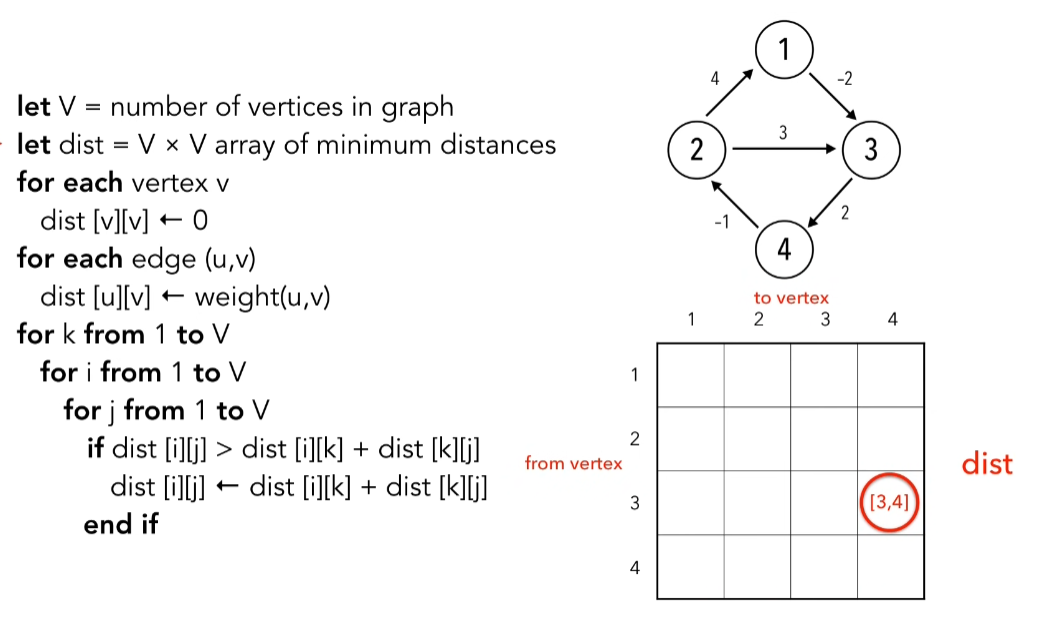 let V = number of vertices in graph
let dist = V × V array of minimum distances
for each vertex v
dist [v][v] ← 0
for each edge (u,v)
dist [u][v] ← weight(u,v)
for k from 1 to V
for i from 1 to V
for j from 1 to V
if dist [i][j] > dist [i][k] + dist [k][j]
dist [i][j] ← dist [i][k] + dist [k][j]
end if
1
4
-2
2
3
3
-1
2
4
to vertex
1 2 3 4
1
2
from vertex
dist
3
[3,4]
4